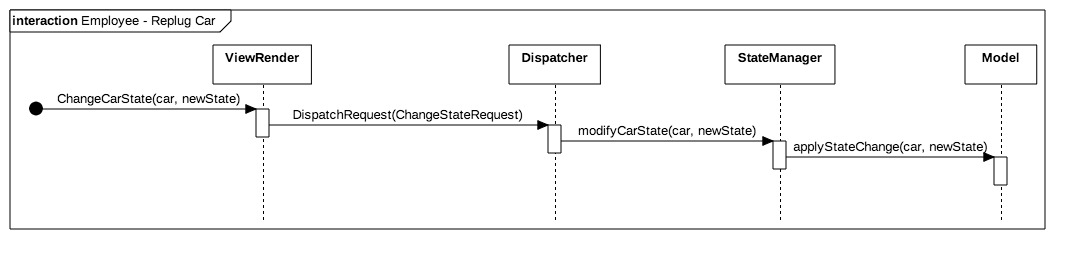 interaction Employee - Replug Car
ViewRender
Dispatcher
StateManager
Model
ChangeCarState(car, newState)
DispatchRequest(ChangeStateRequest)
modifyCarState(car, newState)
applyStateChange(car, newState)